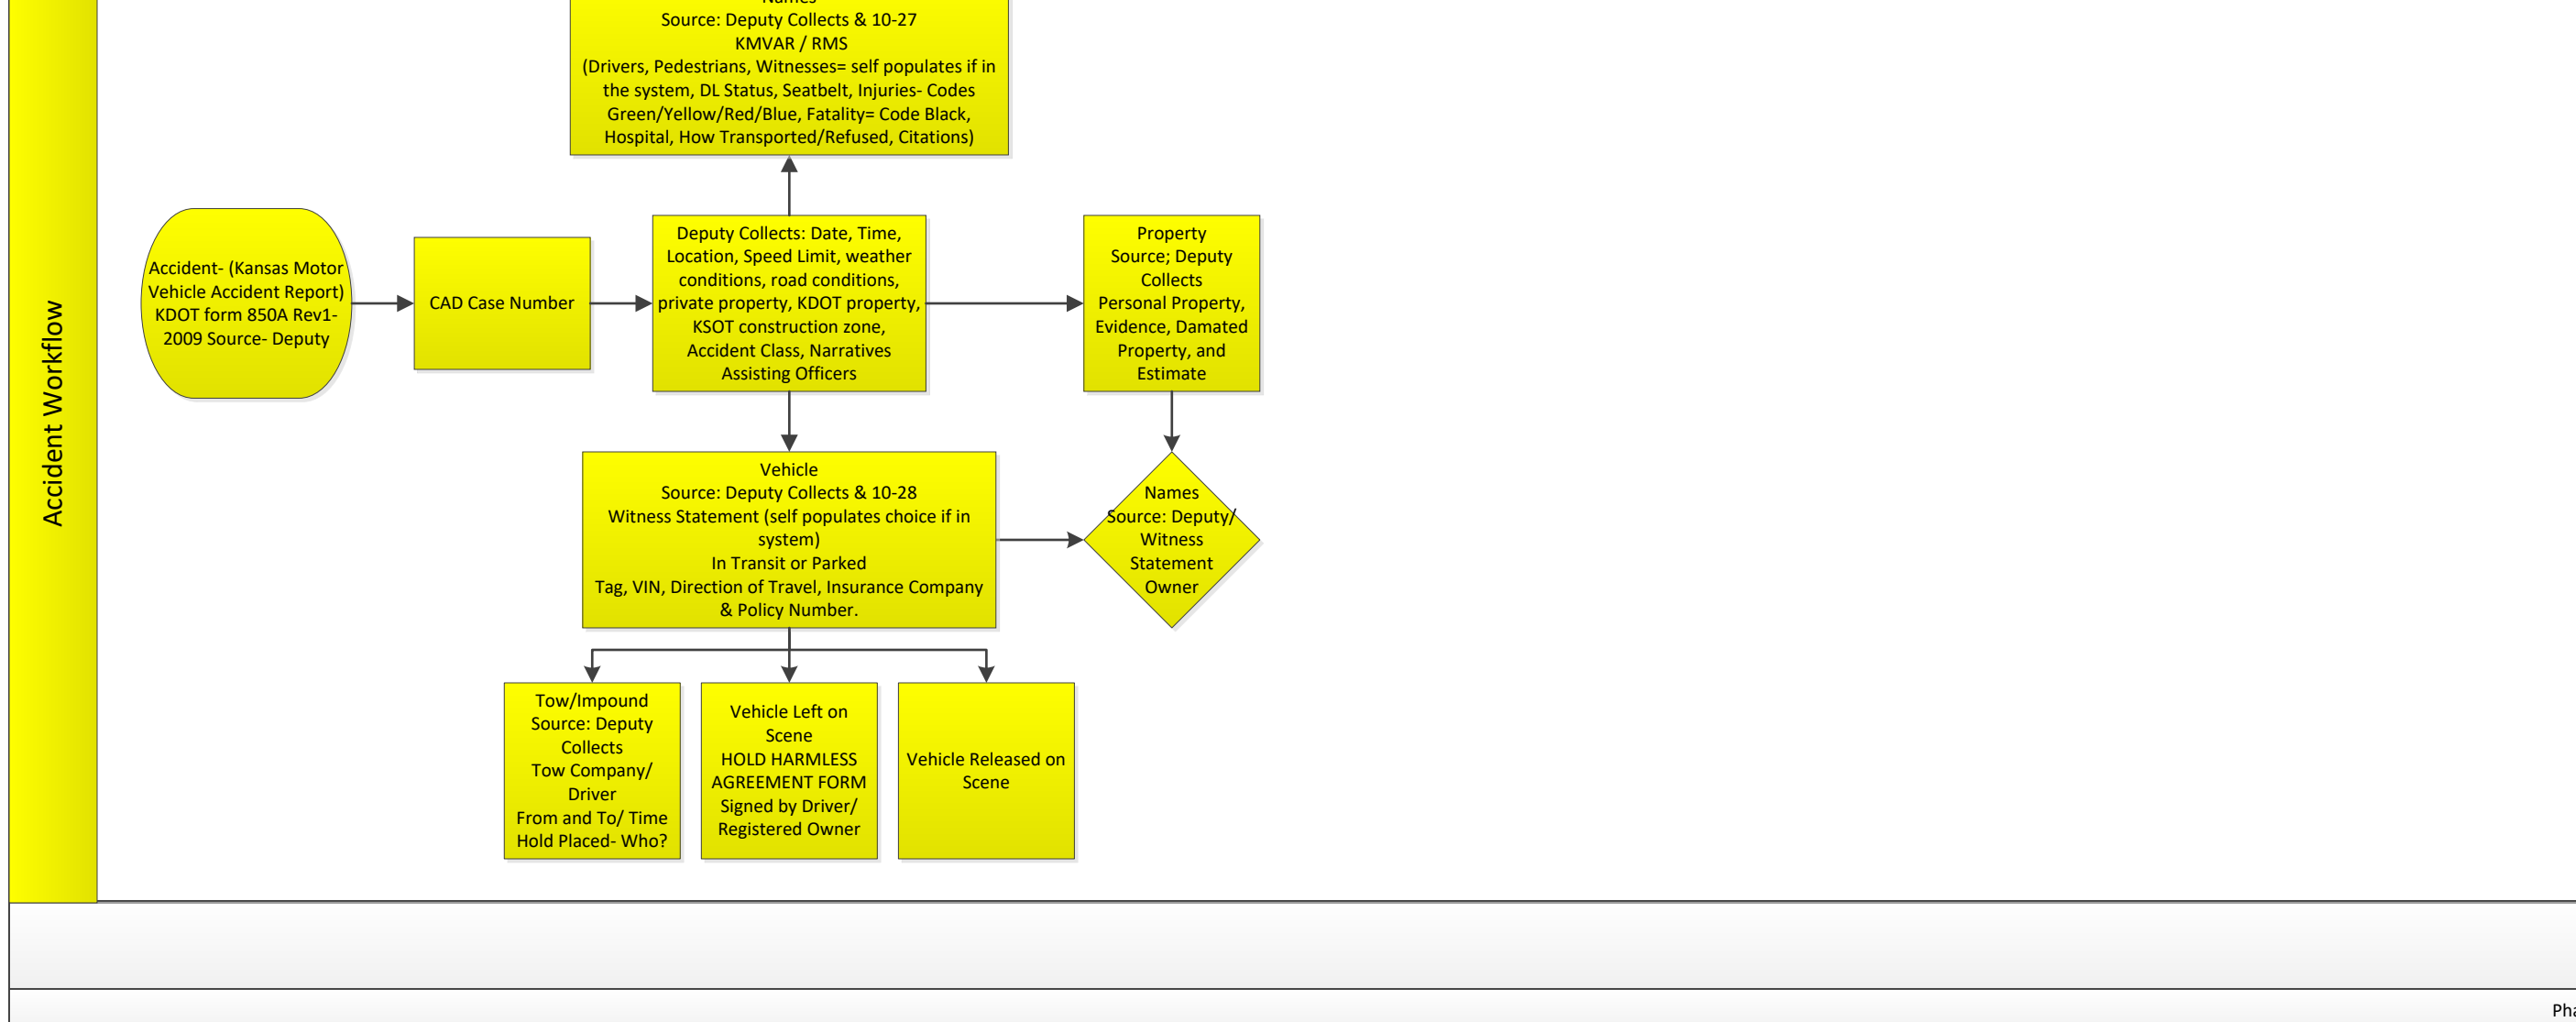 Accident Workflow
Names
Source: Deputy Collects & 10-27
KMVAR / RMS
(Drivers, Pedestrians, Witnesses= self populates if in
the system, DL Status, Seatbelt, Injuries- Codes
Green/Yellow/Red/Blue, Fatality= Code Black,
Hospital, How Transported/Refused, Citations)
Accident- (Kansas Motor
Vehicle Accident Report)
KDOT form 850A Rev1-
2009 Source- Deputy
CAD Case Number
Deputy Collects: Date, Time,
Location, Speed Limit, weather
conditions, road conditions,
private property, KDOT property,
KSOT construction zone,
Accident Class, Narratives
Assisting Officers
Property
Source; Deputy
Collects
Personal Property,
Evidence, Damated
Property, and
Estimate
Vehicle
Source: Deputy Collects & 10-28
Witness Statement (self populates choice if in
system)
In Transit or Parked
Tag, VIN, Direction of Travel, Insurance Company
& Policy Number.
Names
Source: Deputy/
Witness
Statement
Owner
Tow/Impound
Source: Deputy
Collects
Tow Company/
Driver
From and To/ Time
Hold Placed- Who?
Vehicle Left on
Scene
HOLD HARMLESS
AGREEMENT FORM
Signed by Driver/
Registered Owner
Vehicle Released on
Scene
Pha